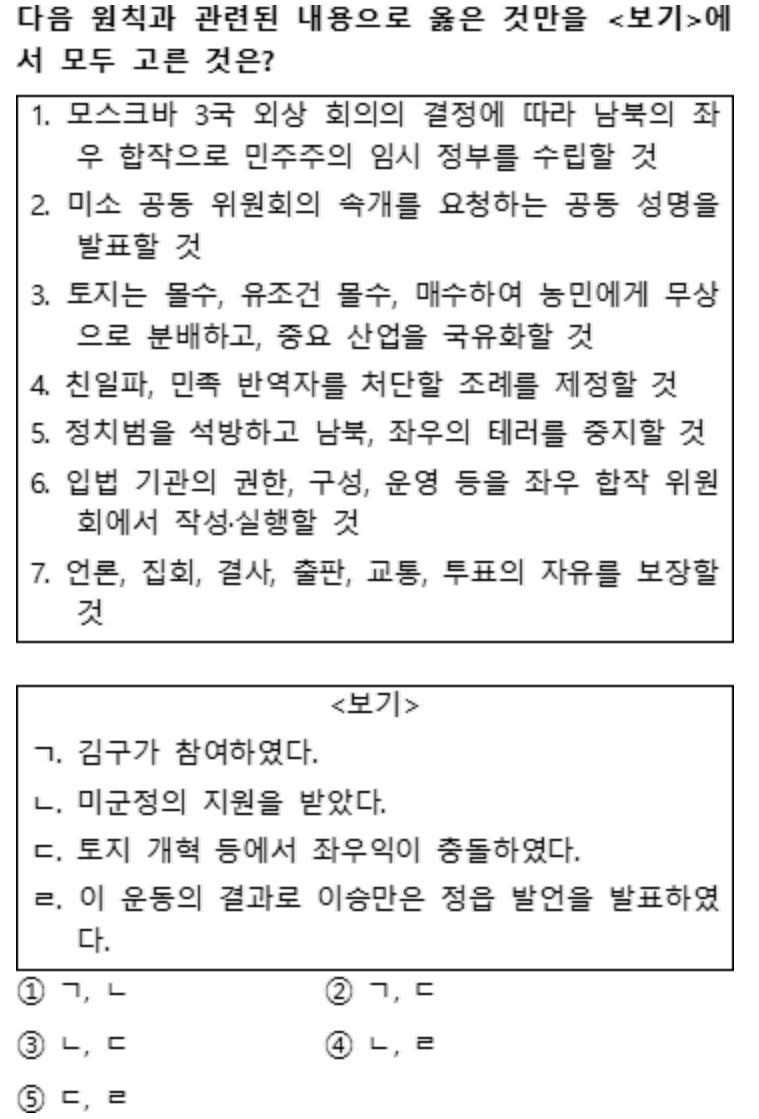 다음 원칙과 관련된 내용으로 옳은 것만을 <보기>에
서 모두 고른 것은?
1. 모스크바 3국 외상 회의의 결정에 따라 남북의 좌
우 합작으로 민주주의 임시 정부를 수립할 것
2. 미소 공동 위원회의 속개를 요청하는 공동 성명을
발표할 것
3. 토지는 몰수, 유조건 몰수, 매수하여 농민에게 무상
으로 분배하고, 중요 산업을 국유화할 것
4. 친일파, 민족 반역자를 처단할 조례를 제정할 것
5. 정치범을 석방하고 남북, 좌우의 테러를 중지할 것
6. 입법 기관의 권한, 구성, 운영 등을 좌우 합작 위원
회에서 작성·실행할 것
7. 언론, 집회, 결사, 출판, 교통, 투표의 자유를 보장할
것
<보기>
ㄱ. 김구가 참여하였다.
ㄴ. 미군정의 지원을 받았다.
ㄷ. 토지 개혁 등에서 좌우익이 충돌하였다.
ㄹ. 이 운동의 결과로 이승만은 정읍 발언을 발표하였
다.
① ㄱ, ㄴ ② ㄱ, ㄷ
③ ㄴ, ㄷ ④ ㄴ, ㄹ
⑤ ㄷ, ㄹ